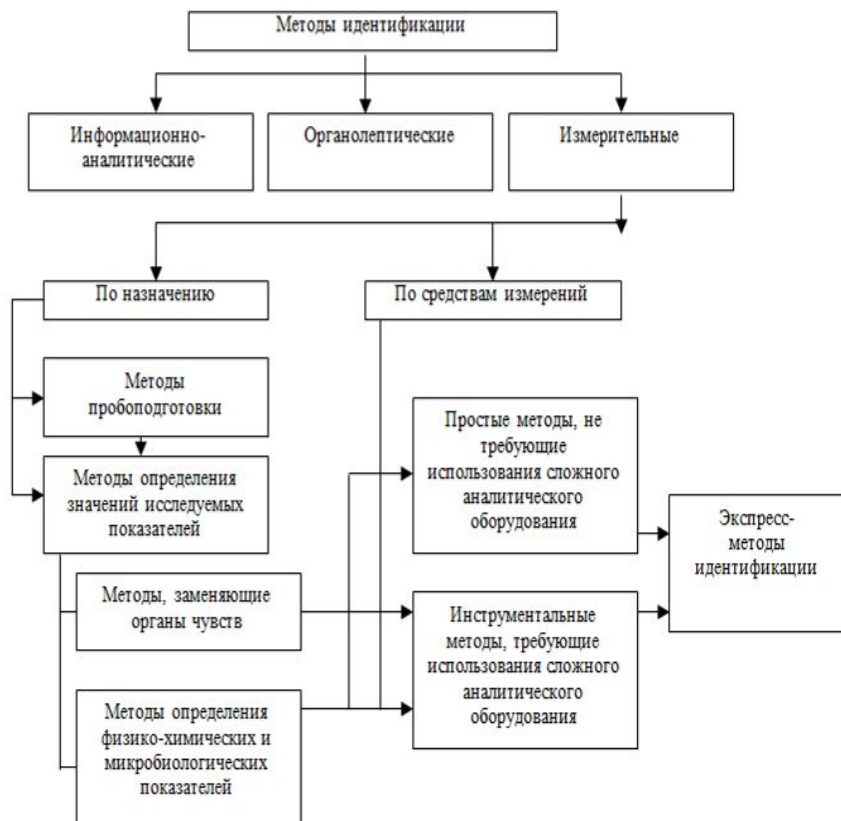 Методы идентификации
Информационно-
аналитические
Органолептические
Измерительные
По назначению
По средствам измерений
Методы
пробоподготовки
Методы определения
значений исследуемых
показателей
Методы, заменяющие
органы чувств
Методы определения
физико-химических и
микробиологических
показателей
Простые методы, не
требующие
использования сложного
аналитического
оборудования
Инструментальные
методы, требующие
использования сложного
аналитического
оборудования
Экспресс-
методы
идентификации